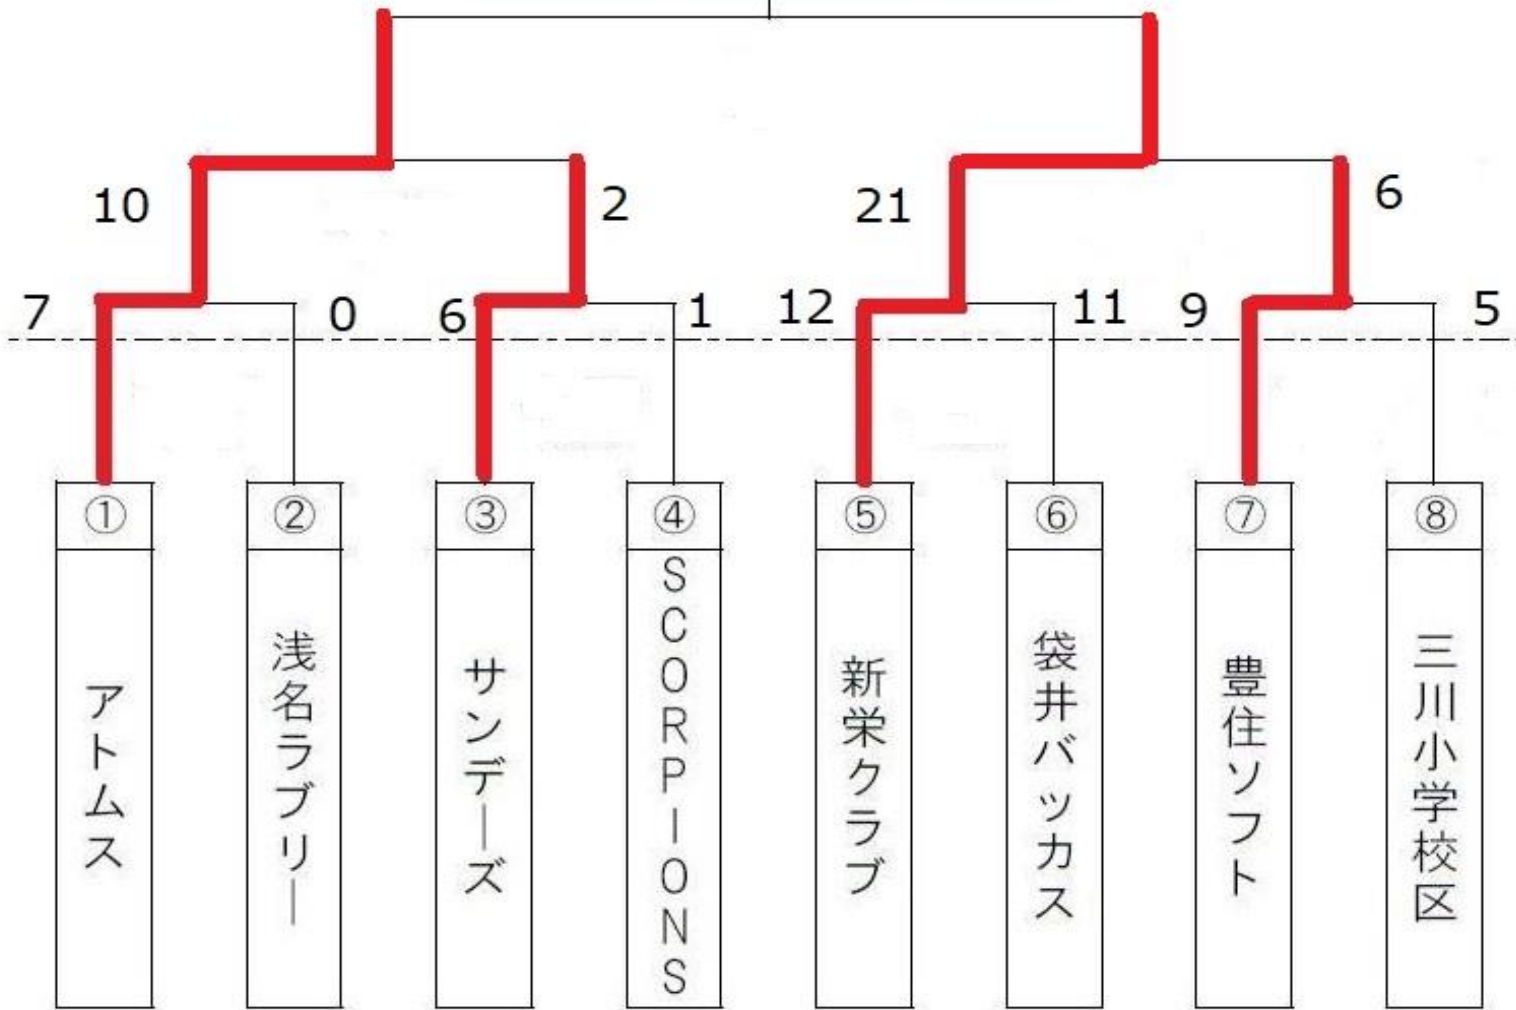 10 2 21 6
7 0 6 1 12 11 9 5
① ② ③ ④ ⑤ ⑥ ⑦ ⑧
アトムス
浅名ラブリー
サンデーズ
SCORPIONS
新栄クラブ
袋井バッカス
豊住ソフト
三川小学校区